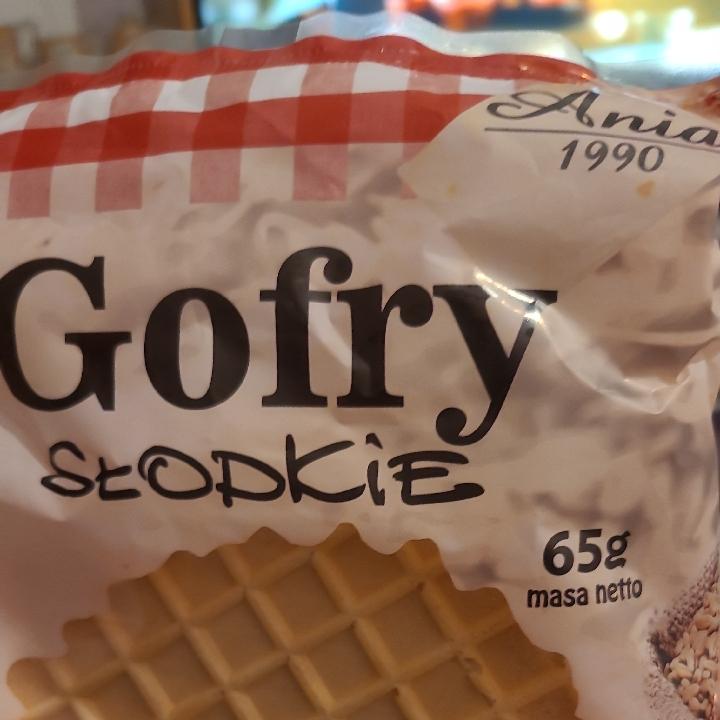 Ania
1990
Gofry
SŁODKIE
65g
masa netto